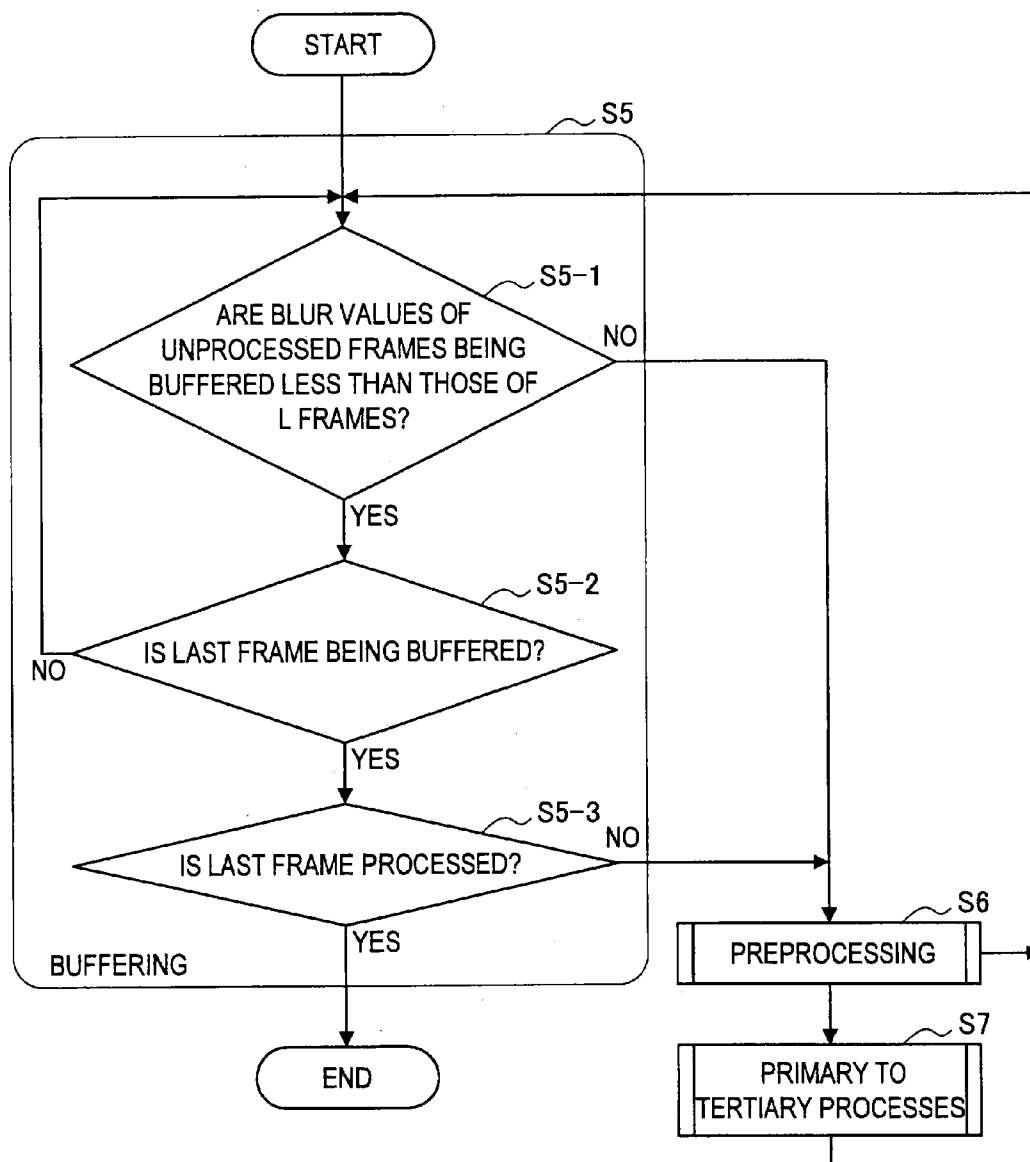 START
S5
S5-1
ARE BLUR VALUES OF
UNPROCESSED FRAMES BEING
BUFFERED LESS THAN THOSE OF
L FRAMES?
NO
YES
S5-2
IS LAST FRAME BEING BUFFERED?
NO
YES
S5-3
NO
IS LAST FRAME PROCESSED?
YES
BUFFERING
S6
PREPROCESSING
S7
PRIMARY TO
TERTIARY PROCESSES
END